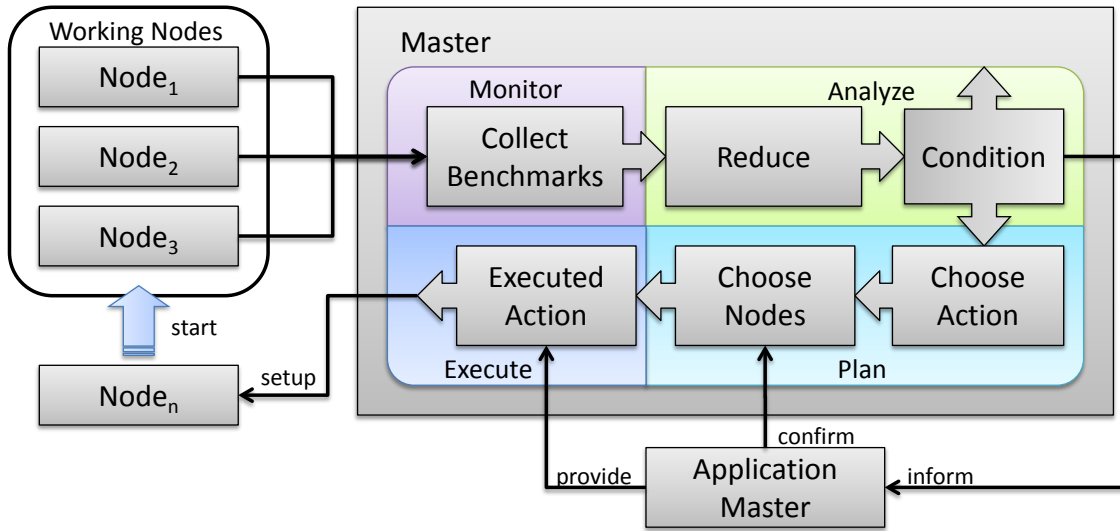 Working Nodes
Node1
Node2
Node3
start
Noden
setup
Master
Monitor
Collect
Benchmarks
Analyze
Reduce
Condition
Executed
Action
Execute
Choose
Nodes
Choose
Action
Plan
provide
confirm
Application
Master
inform